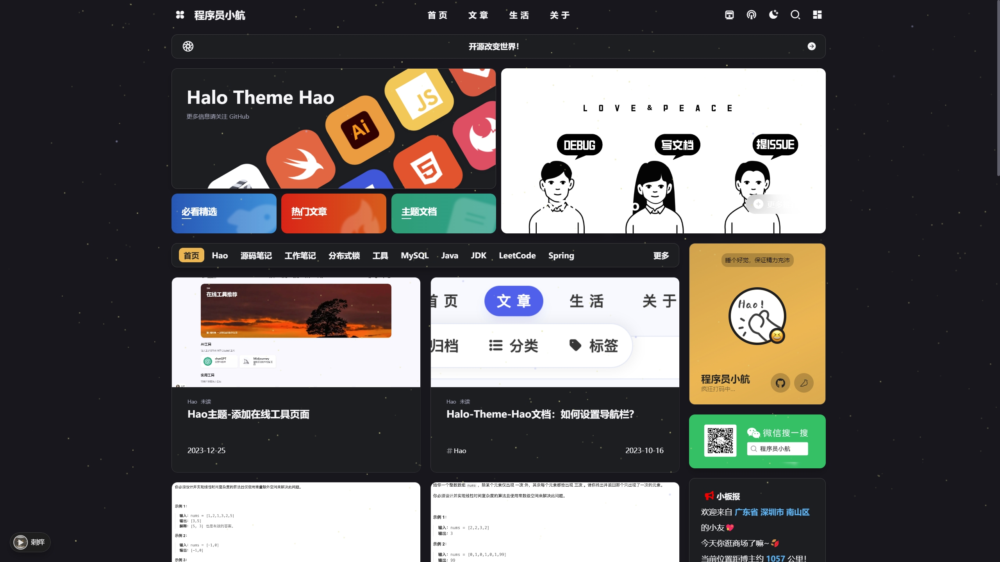 程序员小航
首页 文章 生活 关于
开源改变世界！
Halo Theme Hao
更多信息请关注 GitHub
JS
Ai
5
LOVE&PEACE
DEBUG
写文档
提ISSUE
更多
必看精选
热门文章
主题文档
首页 Hao 源码笔记 工作笔记 分布式锁 工具 MySQL Java JDK LeetCode Spring 更多
睡个好觉，保证精力充沛
Hao!
程序员小航
疯狂打码中...
在线工具推荐
AI工具
chatGPT
Midjourney
实用工具
Hao 未读
Hao主题-添加在线工具页面
2023-12-25
首页 文章 生活 关于
归档 分类 标签
Hao 未读
Halo-Theme-Hao文档：如何设置导航栏？
#Hao
2023-10-16
微信搜一搜
程序员小航
你必须设计并实现线性时间复杂度的算法且仅使用常量额外空间来解决此问题。
示例 1：
输入：nums = [1,2,1,3,2,5]
输出：[3,5]
解释：[5, 3] 也是有效的答案。
示例 2：
输入：nums = [-1,0]
输出：[-1,0]
示例 3：
给你一个整数数组 nums ，除某个元素仅出现 一次 外，其余每个元素都恰出现 三次 。请你找出并返回那个只出现了一次的元素。
你必须设计并实现线性时间复杂度的算法且使用常数级空间来解决此问题。
示例 1：
输入：nums = [2,2,3,2]
输出：3
示例 2：
输入：nums = [0,1,0,1,0,1,99]
输出：99
小板报
欢迎来自 广东省 深圳市 南山区
的小友💖
今天你逛商场了嘛~🍂
当前位置距博主约 1057 公里！
刺痒